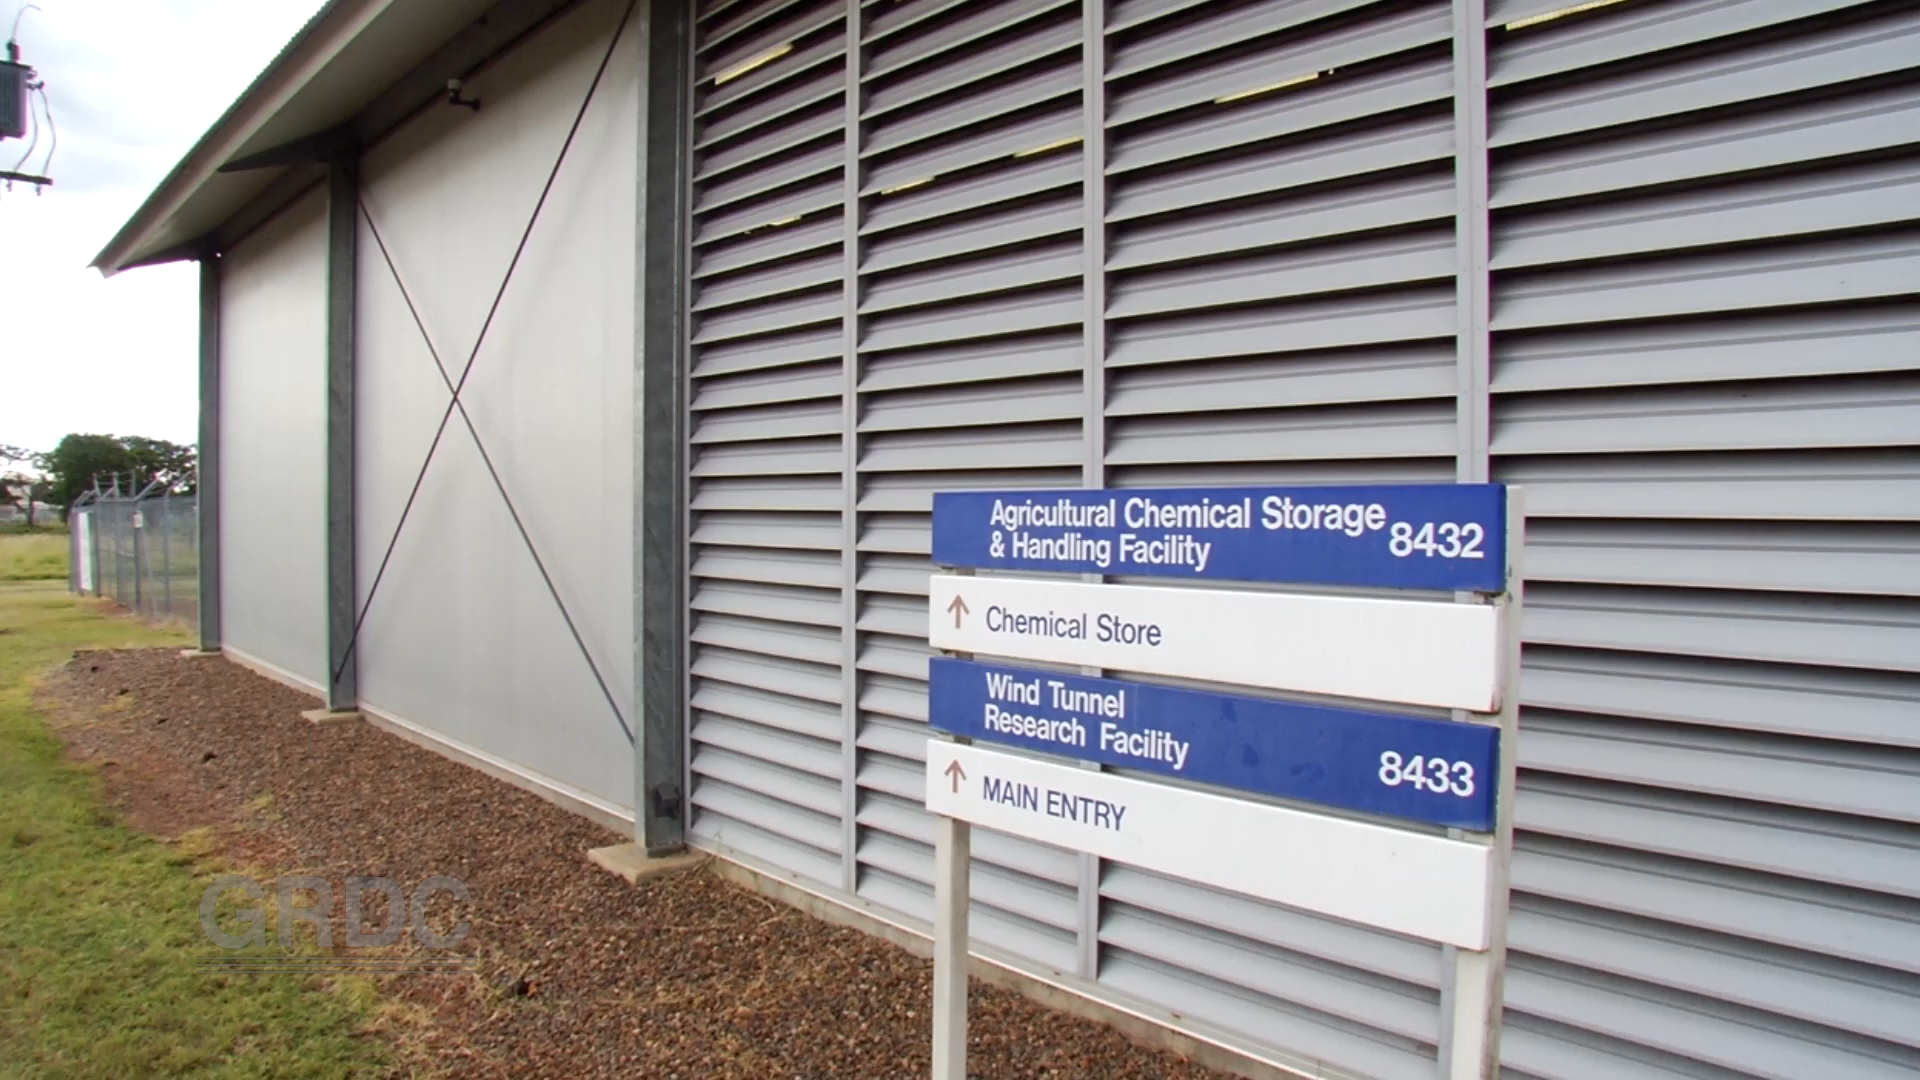 Agricultural Chemical Storage
& Handling Facility
8432
↑ Chemical Store
Wind Tunnel
Research Facility
8433
↑ MAIN ENTRY
GRDC